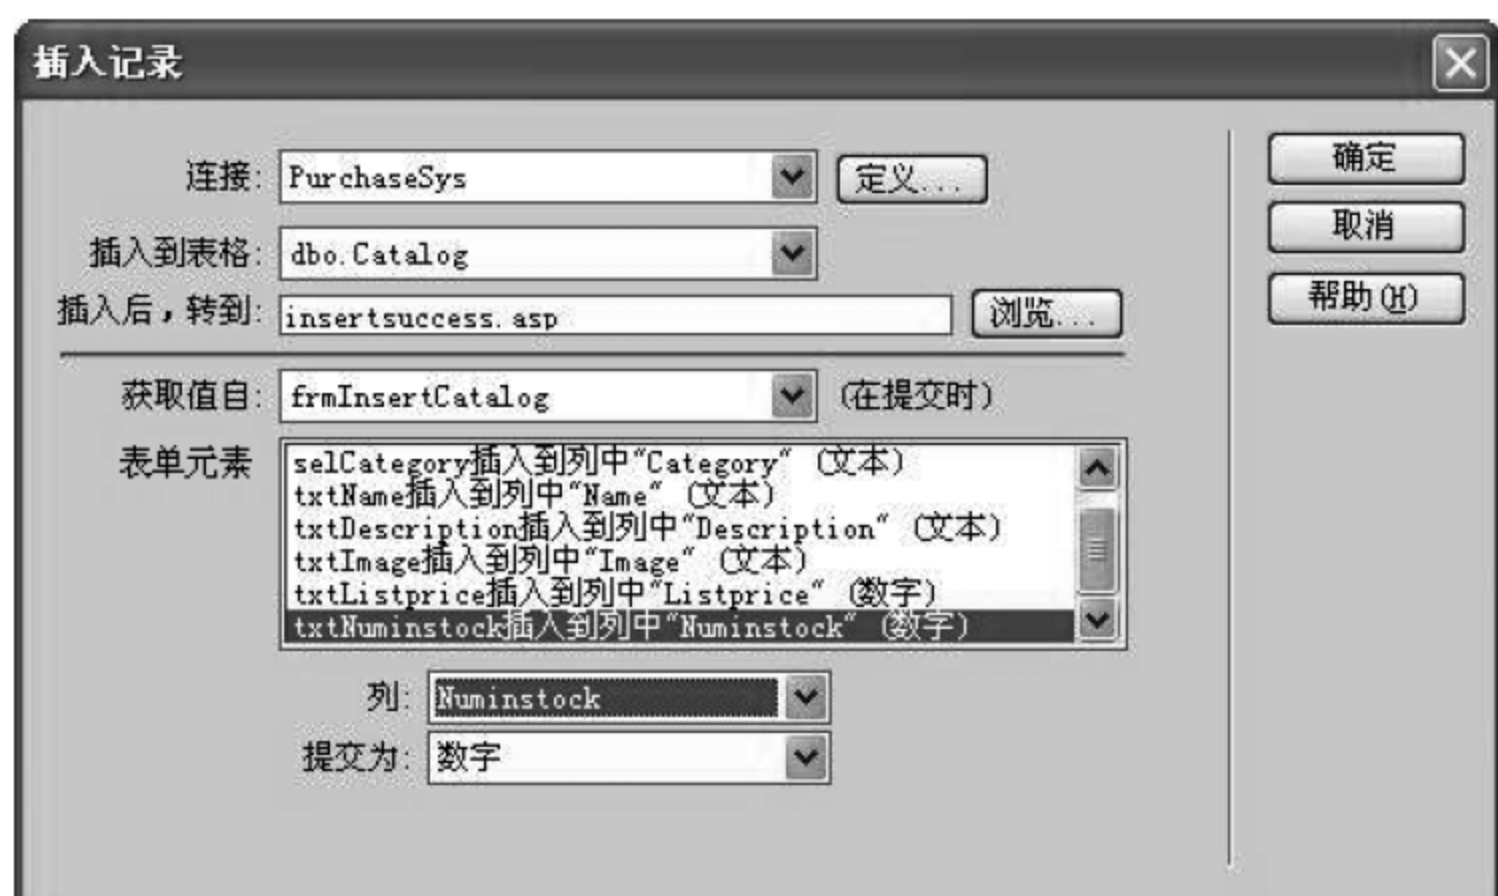 插入记录
连接: PurchaseSys 定义... 确定
插入到表格: dbo.Catalog 取消
插入后，转到: insertsuccess.asp 浏览... 帮助(H)
获取值自: frmInsertCatalog (在提交时)
表单元素 selCategory插入到列中"Category" (文本)
txtName插入到列中"Name" (文本)
txtDescription插入到列中"Description" (文本)
txtImage插入到列中"Image" (文本)
txtListprice插入到列中"Listprice" (数字)
txtNuminstock插入到列中"Numinstock" (数字)
列: Numinstock
提交为: 数字